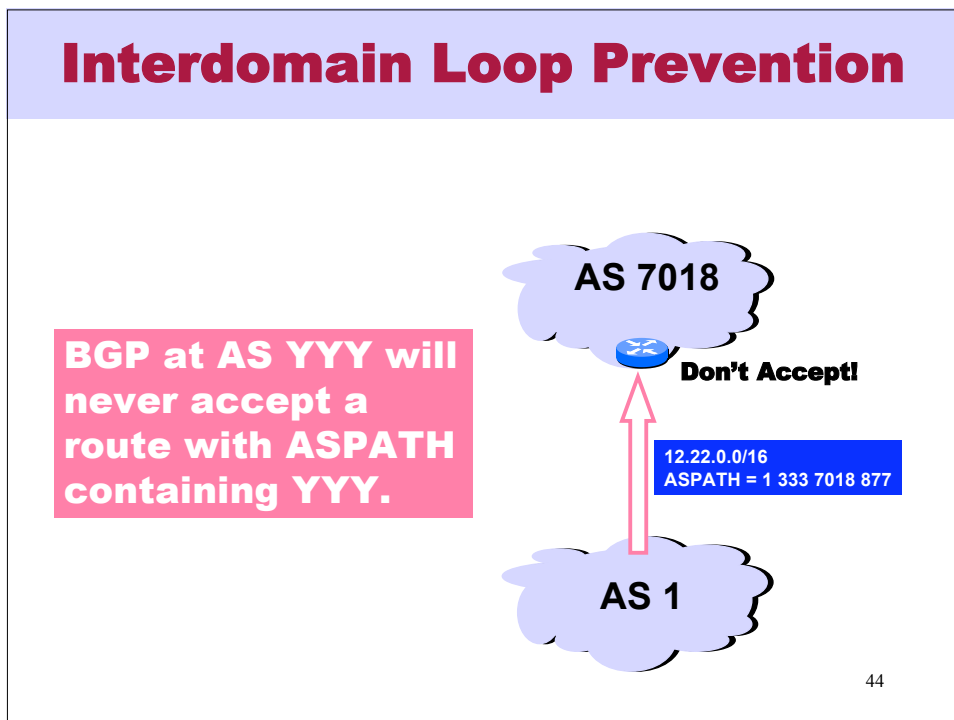 Interdomain Loop Prevention
BGP at AS YYY will
never accept a
route with ASPATH
containing YYY.
AS 7018
Don’t Accept!
12.22.0.0/16
ASPATH = 1 333 7018 877
AS 1
44